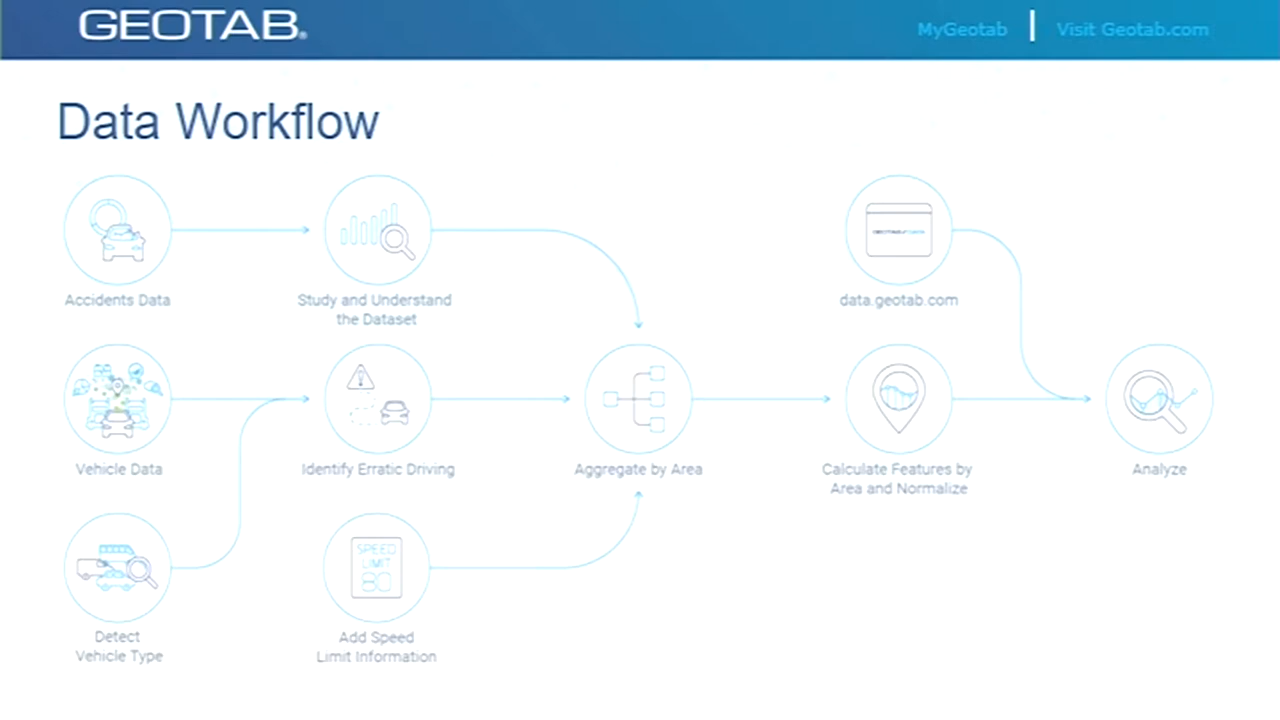 GEOTAB®
MyGeotab | Visit Geotab.com
Data Workflow
Accidents Data
Study and Understand
the Dataset
data.geotab.com
Vehicle Data
Identify Erratic Driving
Aggregate by Area
Calculate Features by
Area and Normalize
Analyze
SPEED
LIMIT
80
Detect
Vehicle Type
Add Speed
Limit Information